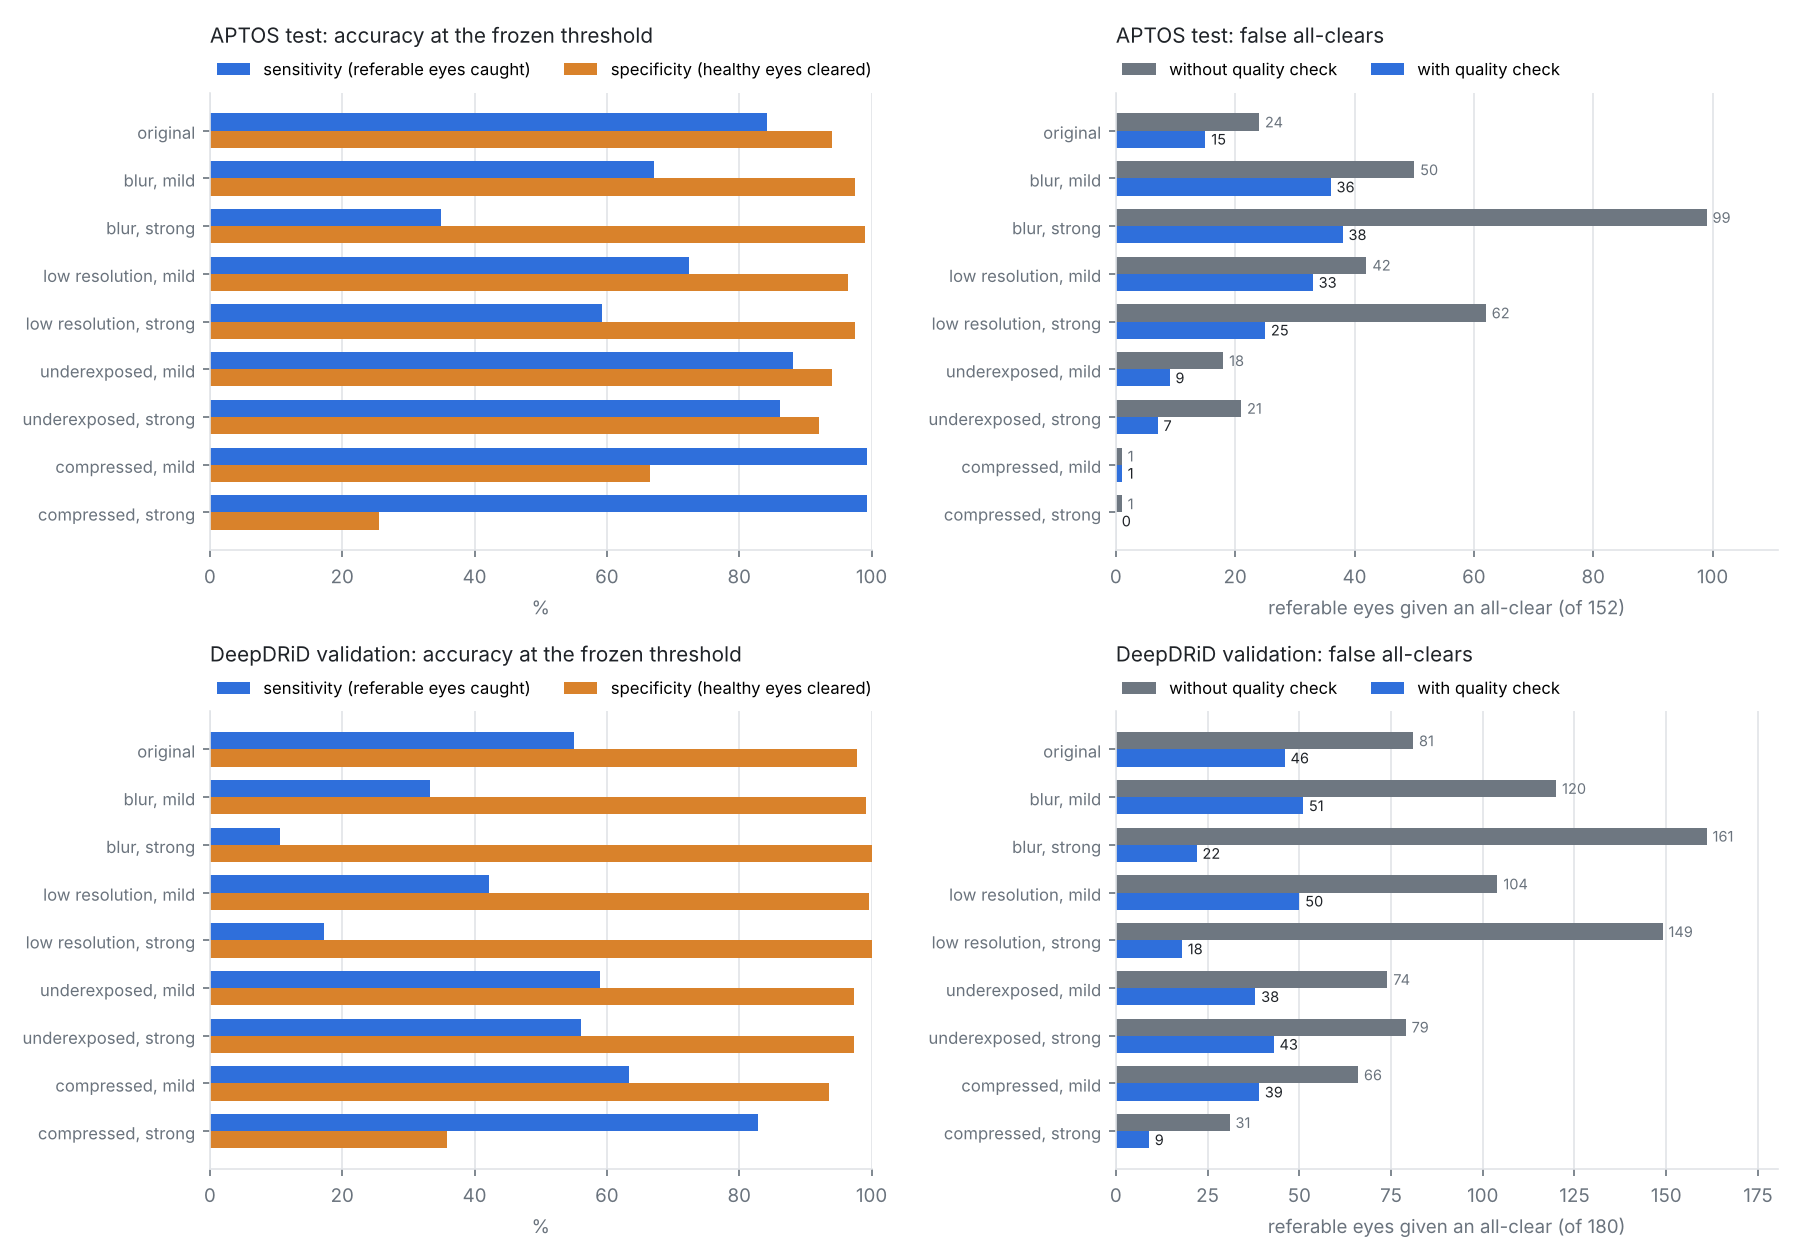 APTOS test: accuracy at the frozen threshold
sensitivity (referable eyes caught)
specificity (healthy eyes cleared)
original
blur, mild
blur, strong
low resolution, mild
low resolution, strong
underexposed, mild
underexposed, strong
compressed, mild
compressed, strong
0 20 40 60 80 100
%
APTOS test: false all-clears
without quality check
with quality check
original
24
15
blur, mild
50
36
blur, strong
99
38
low resolution, mild
42
33
low resolution, strong
62
25
underexposed, mild
18
9
underexposed, strong
21
7
compressed, mild
1
1
compressed, strong
1
0
0 20 40 60 80 100
referable eyes given an all-clear (of 152)
DeepDRiD validation: accuracy at the frozen threshold
sensitivity (referable eyes caught)
specificity (healthy eyes cleared)
original
blur, mild
blur, strong
low resolution, mild
low resolution, strong
underexposed, mild
underexposed, strong
compressed, mild
compressed, strong
0 20 40 60 80 100
%
DeepDRiD validation: false all-clears
without quality check
with quality check
original
81
46
blur, mild
120
51
blur, strong
161
22
low resolution, mild
104
50
low resolution, strong
149
18
underexposed, mild
74
38
underexposed, strong
79
43
compressed, mild
66
39
compressed, strong
31
9
0 25 50 75 100 125 150 175
referable eyes given an all-clear (of 180)